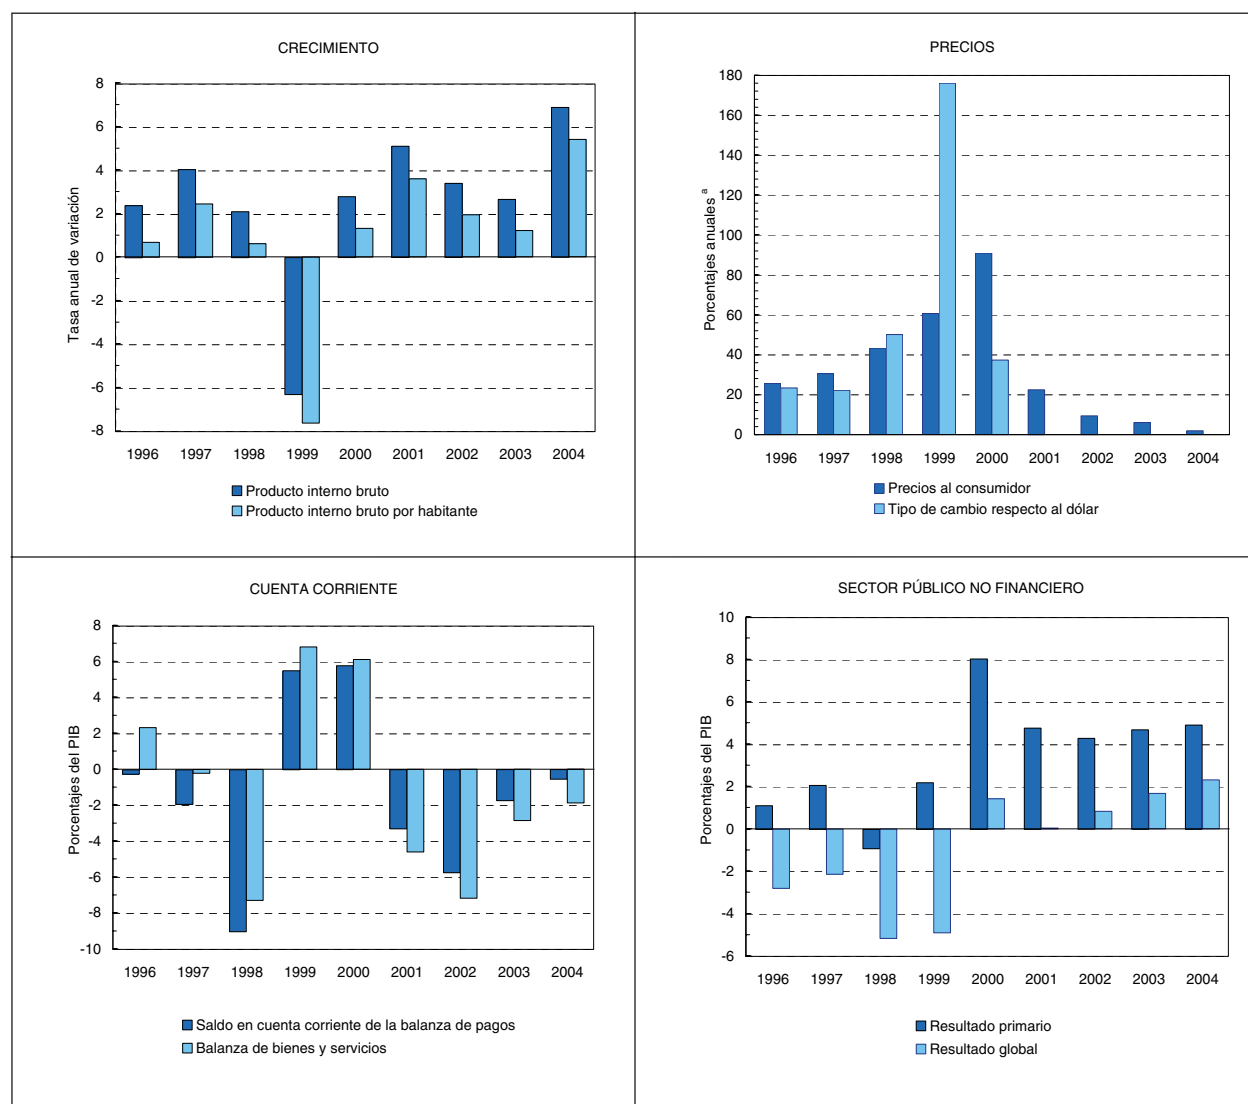 CRECIMIENTO
Tasa anual de variación
8
6
4
2
0
-2
-4
-6
-8
1996 1997 1998 1999 2000 2001 2002 2003 2004
Producto interno bruto
Producto interno bruto por habitante
PRECIOS
Porcentajes anuales a
180
160
140
120
100
80
60
40
20
0
1996 1997 1998 1999 2000 2001 2002 2003 2004
Precios al consumidor
Tipo de cambio respecto al dólar
CUENTA CORRIENTE
Porcentajes del PIB
8
6
4
2
0
-2
-4
-6
-8
-10
1996 1997 1998 1999 2000 2001 2002 2003 2004
Saldo en cuenta corriente de la balanza de pagos
Balanza de bienes y servicios
SECTOR PÚBLICO NO FINANCIERO
Porcentajes del PIB
10
8
6
4
2
0
-2
-4
-6
1996 1997 1998 1999 2000 2001 2002 2003 2004
Resultado primario
Resultado global